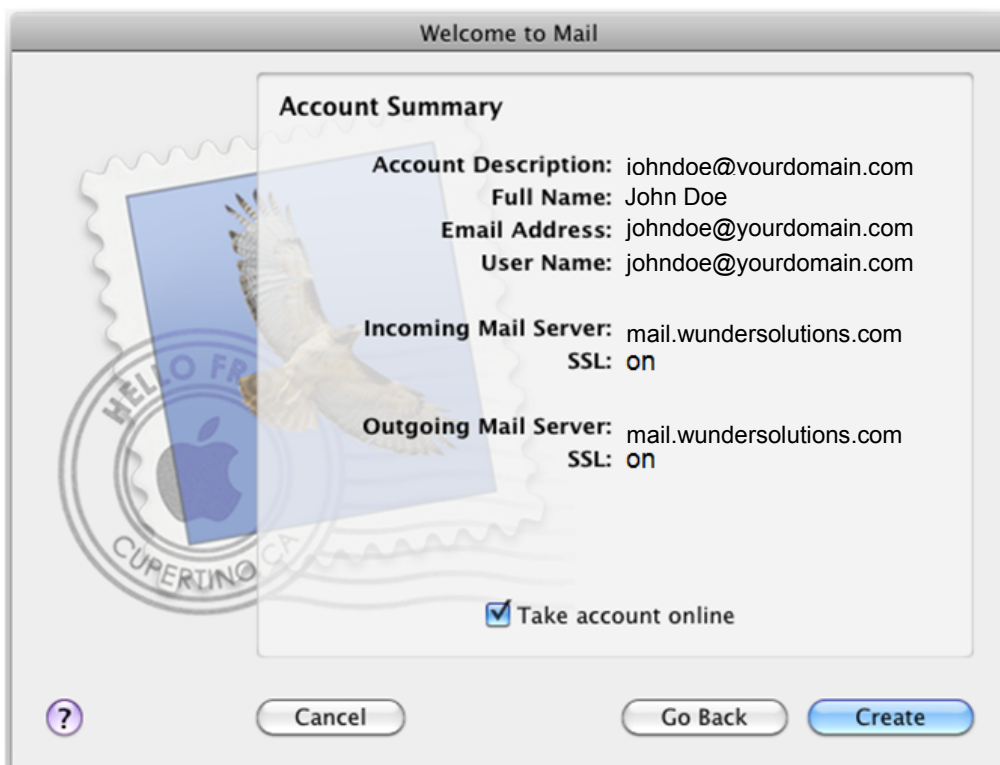 Welcome to Mail
Account Summary
Account Description: iohndoe@vourdomain.com
Full Name: John Doe
Email Address: johndoe@yourdomain.com
User Name: johndoe@yourdomain.com
Incoming Mail Server: mail.wundersolutions.com
SSL: on
Outgoing Mail Server: mail.wundersolutions.com
SSL: on
HELLO FR
CUPERTINO CA
Take account online
? Cancel Go Back Create